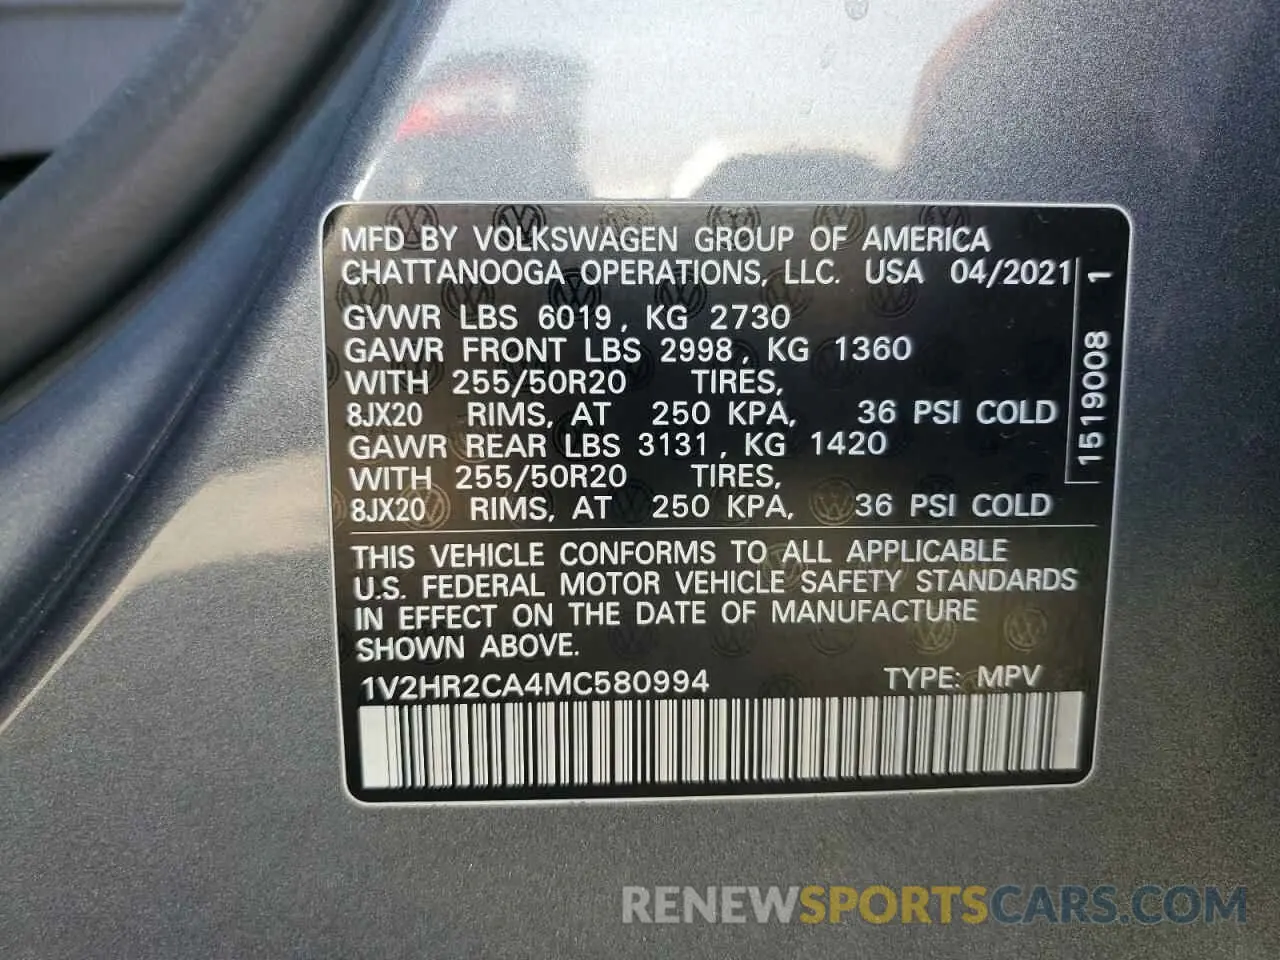 MFD BY VOLKSWAGEN GROUP OF AMERICA
CHATTANOOGA OPERATIONS, LLC. USA 04/2021
GVWR LBS 6019, KG 2730
GAWR FRONT LBS 2998, KG 1360
WITH 255/50R20 TIRES,
8JX20 RIMS, AT 250 KPA, 36 PSI COLD
GAWR REAR LBS 3131, KG 1420
WITH 255/50R20 TIRES,
8JX20 RIMS, AT 250 KPA, 36 PSI COLD
1519008 1
THIS VEHICLE CONFORMS TO ALL APPLICABLE
U.S. FEDERAL MOTOR VEHICLE SAFETY STANDARDS
IN EFFECT ON THE DATE OF MANUFACTURE
SHOWN ABOVE.
1V2HR2CA4MC580994 TYPE: MPV
RENEWSPORTSCARS.COM